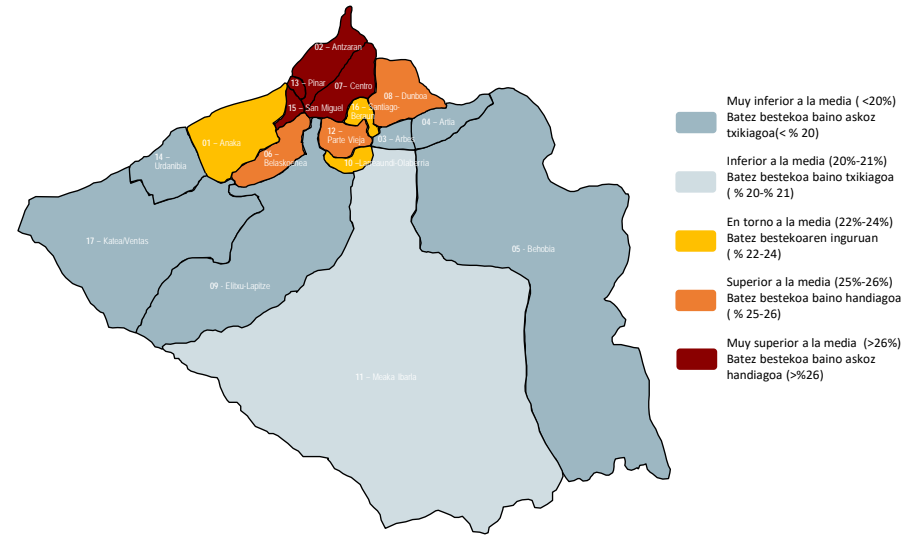 02 – Antzaran
13 – Pinar
07 – Centro
08 – Dunboa
15 – San Miguel
16 – Santiago-
Beraun
01 – Anaka
12 –
Parte Vieja
03 – Arbes
04 – Artia
14 –
Urdanibia
06 –
Belaskoenea
10 – Lapitze
17 – Katea/Ventas
05 - Behobia
09 - Elitxu-Lapitze
11 – Meaka Ibarla
Muy inferior a la media ( <20%)
Batez bestekoa baino askoz
txikiagoa(< % 20)
Inferior a la media (20%-21%)
Batez bestekoa baino txikiagoa
( % 20-% 21)
En torno a la media (22%-24%)
Batez bestekoaren inguruan
( % 22-24)
Superior a la media (25%-26%)
Batez bestekoa baino handiagoa
( % 25-26)
Muy superior a la media  (>26%)
Batez bestekoa baino askoz
handiagoa (>%26)